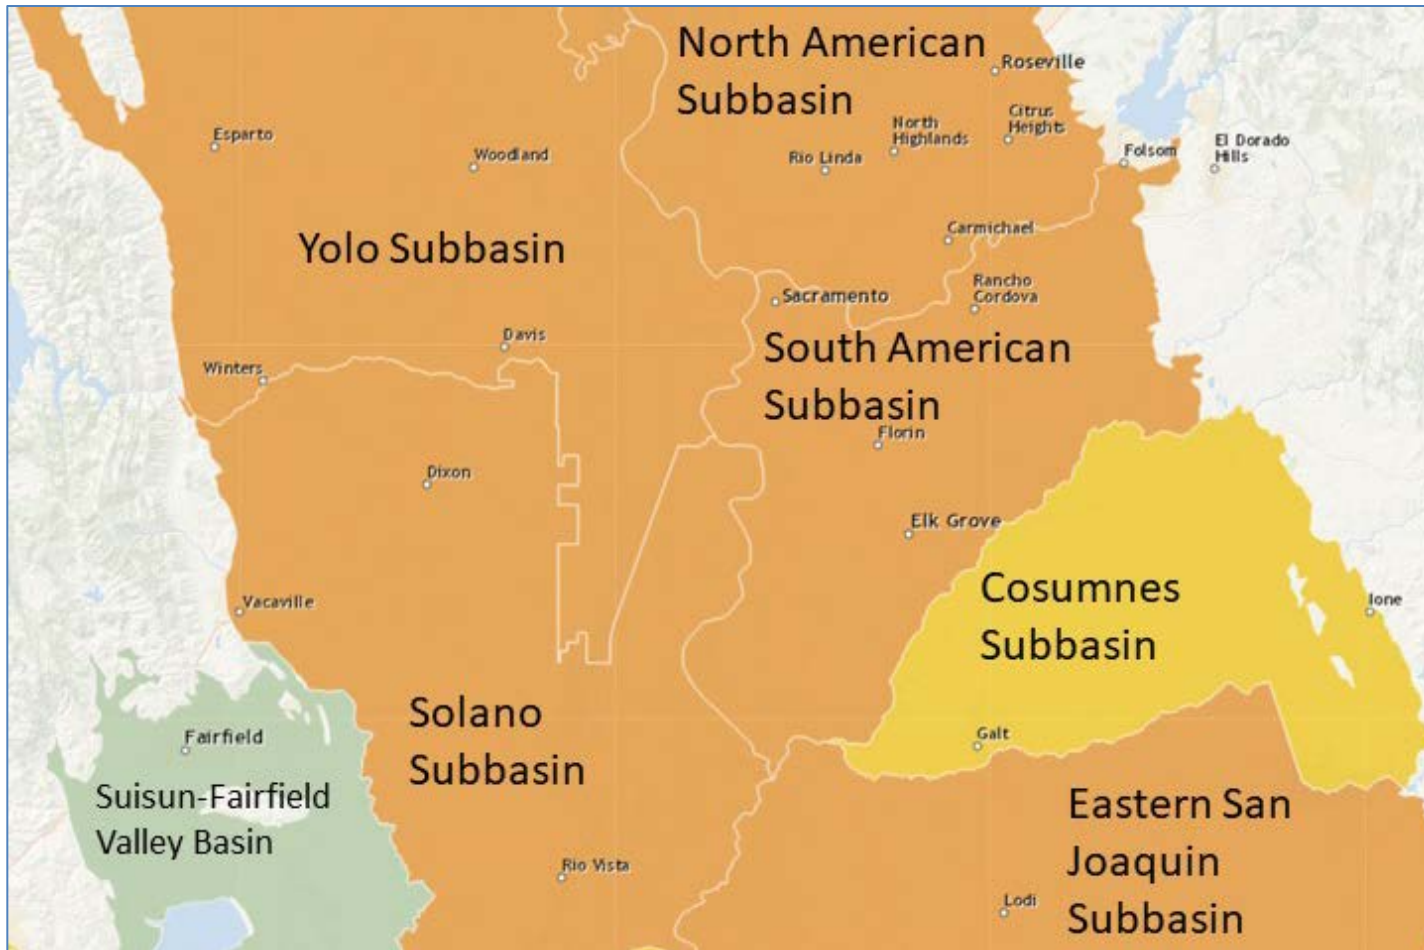 North American
Subbasin
Roseville
Citrus
Heights
North
Highlands
Rio Linda
Folsom
El Dorado
Hills
Esparto
Woodland
Yolo Subbasin
Carmichael
Rancho
Cordova
Sacramento
Davis
Winters
South American
Subbasin
Florin
Dixon
Elk Grove
Cosumnes
Subbasin
Ione
Vacaville
Solano
Subbasin
Fairfield
Galt
Suisun-Fairfield
Valley Basin
Eastern San
Joaquin
Subbasin
Rio Vista
Lodi